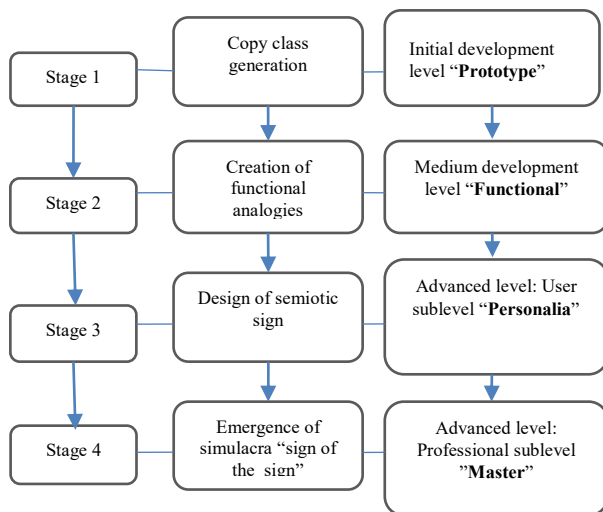 Stage 1
Copy class
generation
Initial development
level “Prototype”
Stage 2
Creation of
functional
analogies
Medium development
level “Functional”
Stage 3
Design of semiotic
sign
Advanced level: User
sublevel “Personalia”
Stage 4
Emergence of
simulacra “sign of
the sign”
Advanced level:
Professional sublevel
”Master”